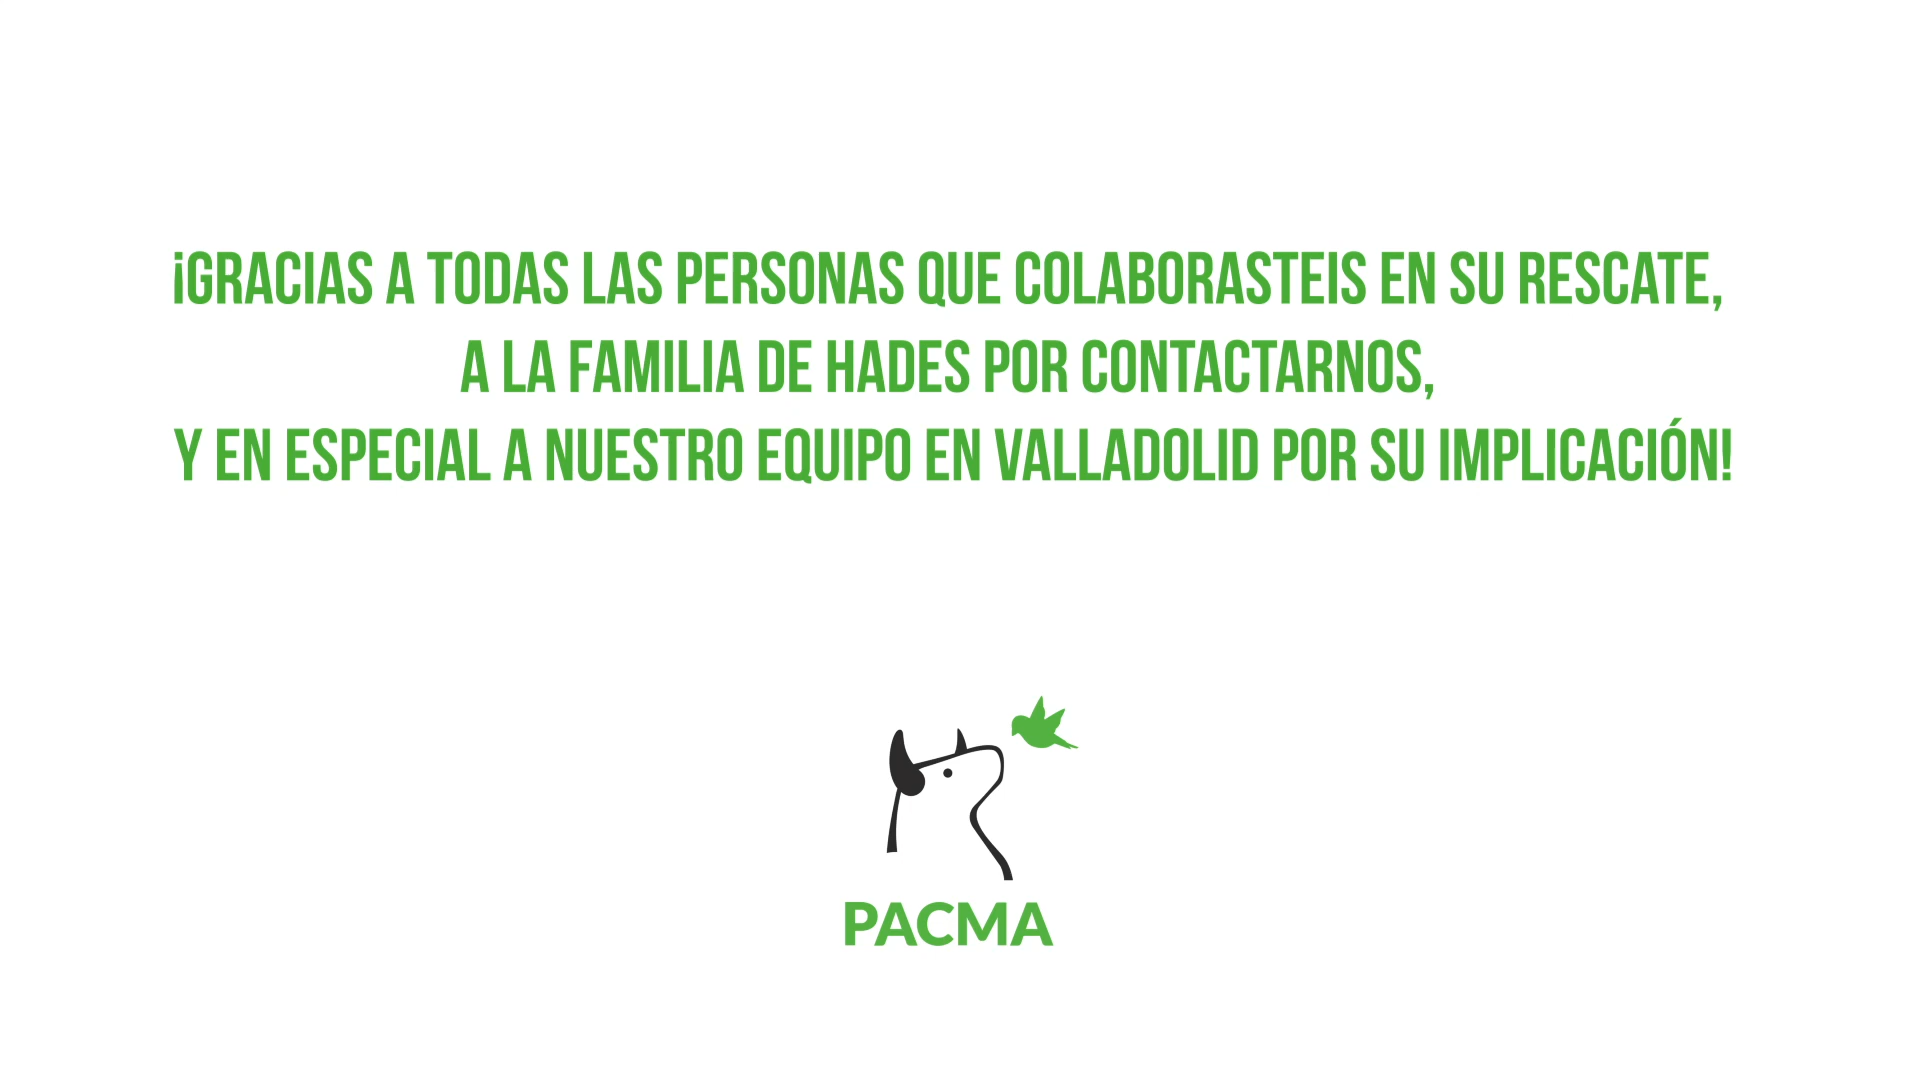 ¡GRACIAS A TODAS LAS PERSONAS QUE COLABORASTEIS EN SU RESCATE,
A LA FAMILIA DE HADES POR CONTACTARNOS,
Y EN ESPECIAL A NUESTRO EQUIPO EN VALLADOLID POR SU IMPLICACIÓN!
PACMA